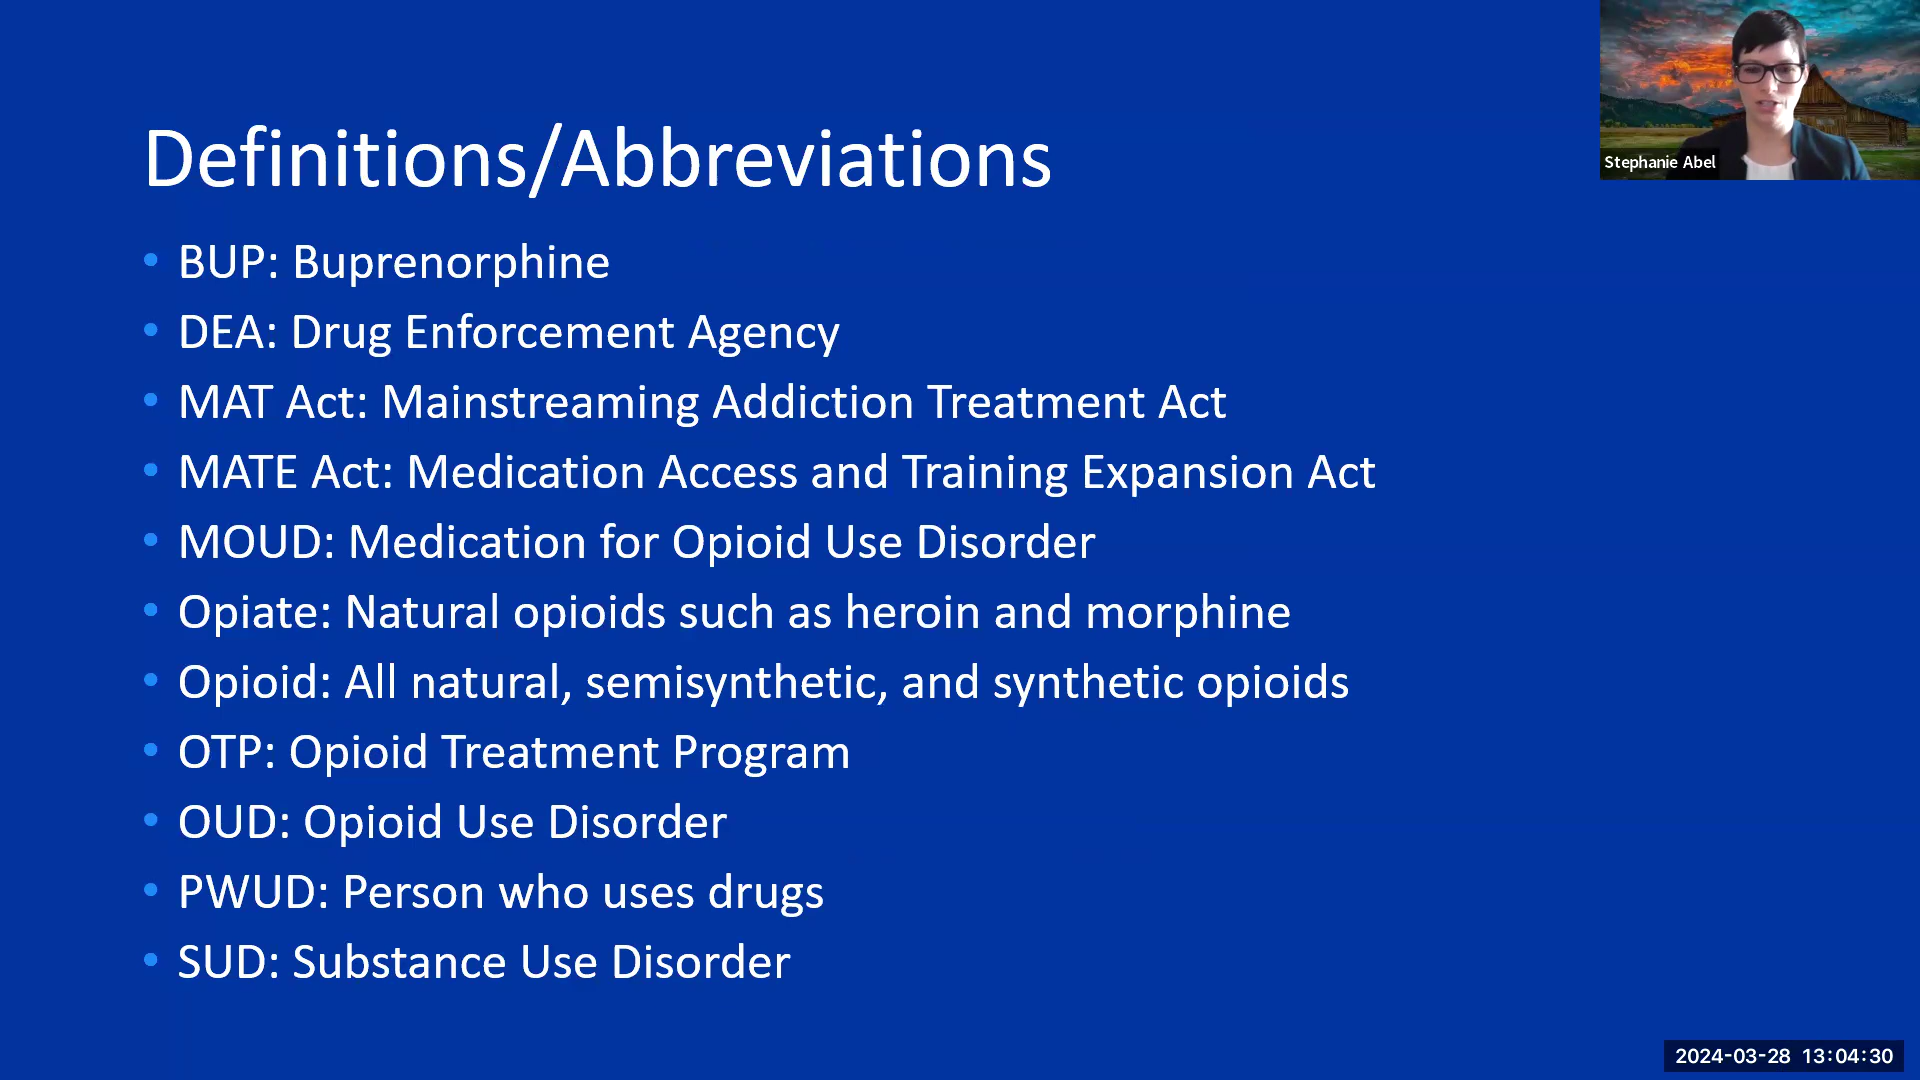 Definitions/Abbreviations
Stephanie Abel
• BUP: Buprenorphine
• DEA: Drug Enforcement Agency
• MAT Act: Mainstreaming Addiction Treatment Act
• MATE Act: Medication Access and Training Expansion Act
• MOUD: Medication for Opioid Use Disorder
• Opiate: Natural opioids such as heroin and morphine
• Opioid: All natural, semisynthetic, and synthetic opioids
• OTP: Opioid Treatment Program
• OUD: Opioid Use Disorder
• PWUD: Person who uses drugs
• SUD: Substance Use Disorder
2024-03-28 13:04:30